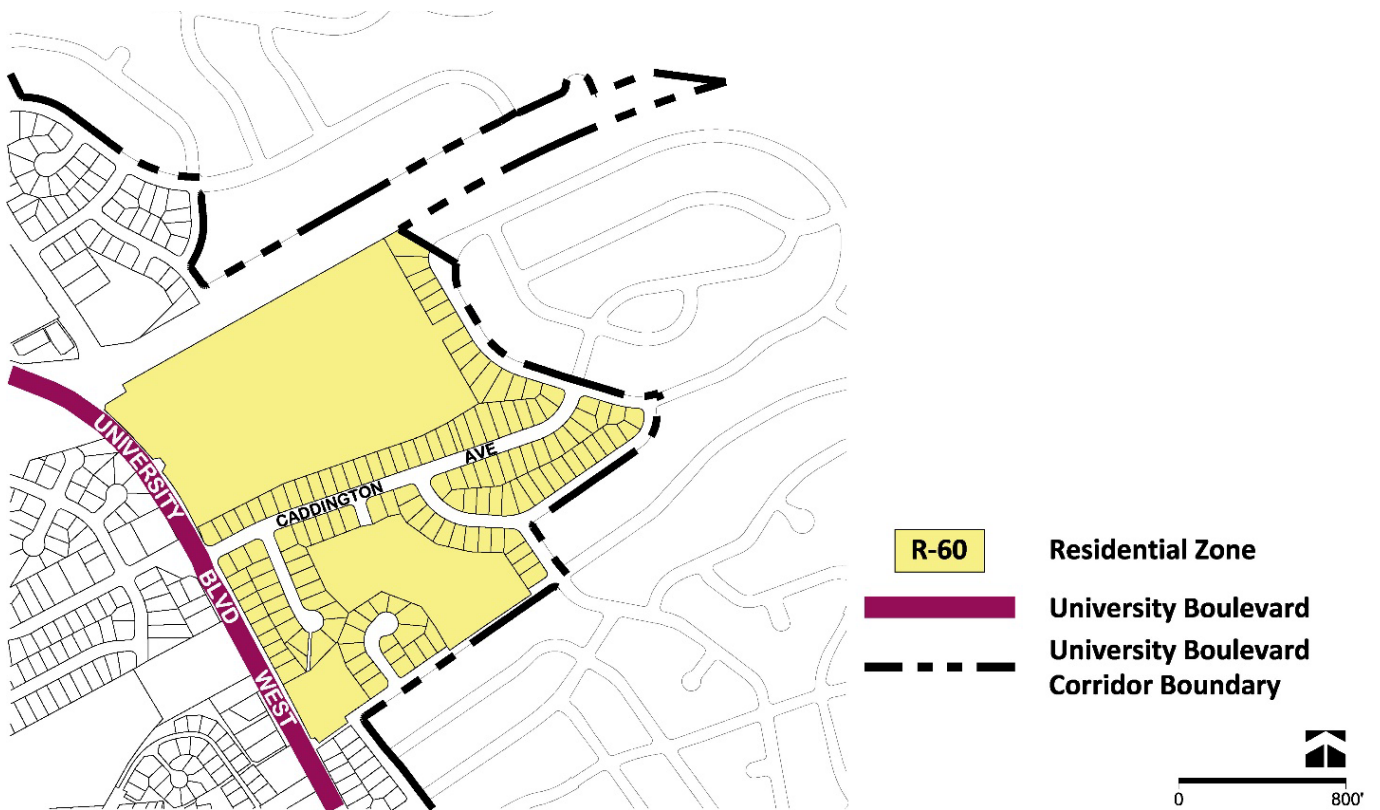 UNIVERSITY
BLVD
WEST
CADDINGTON
AVE
R-60
Residential Zone
University Boulevard
University Boulevard
Corridor Boundary
0
800'